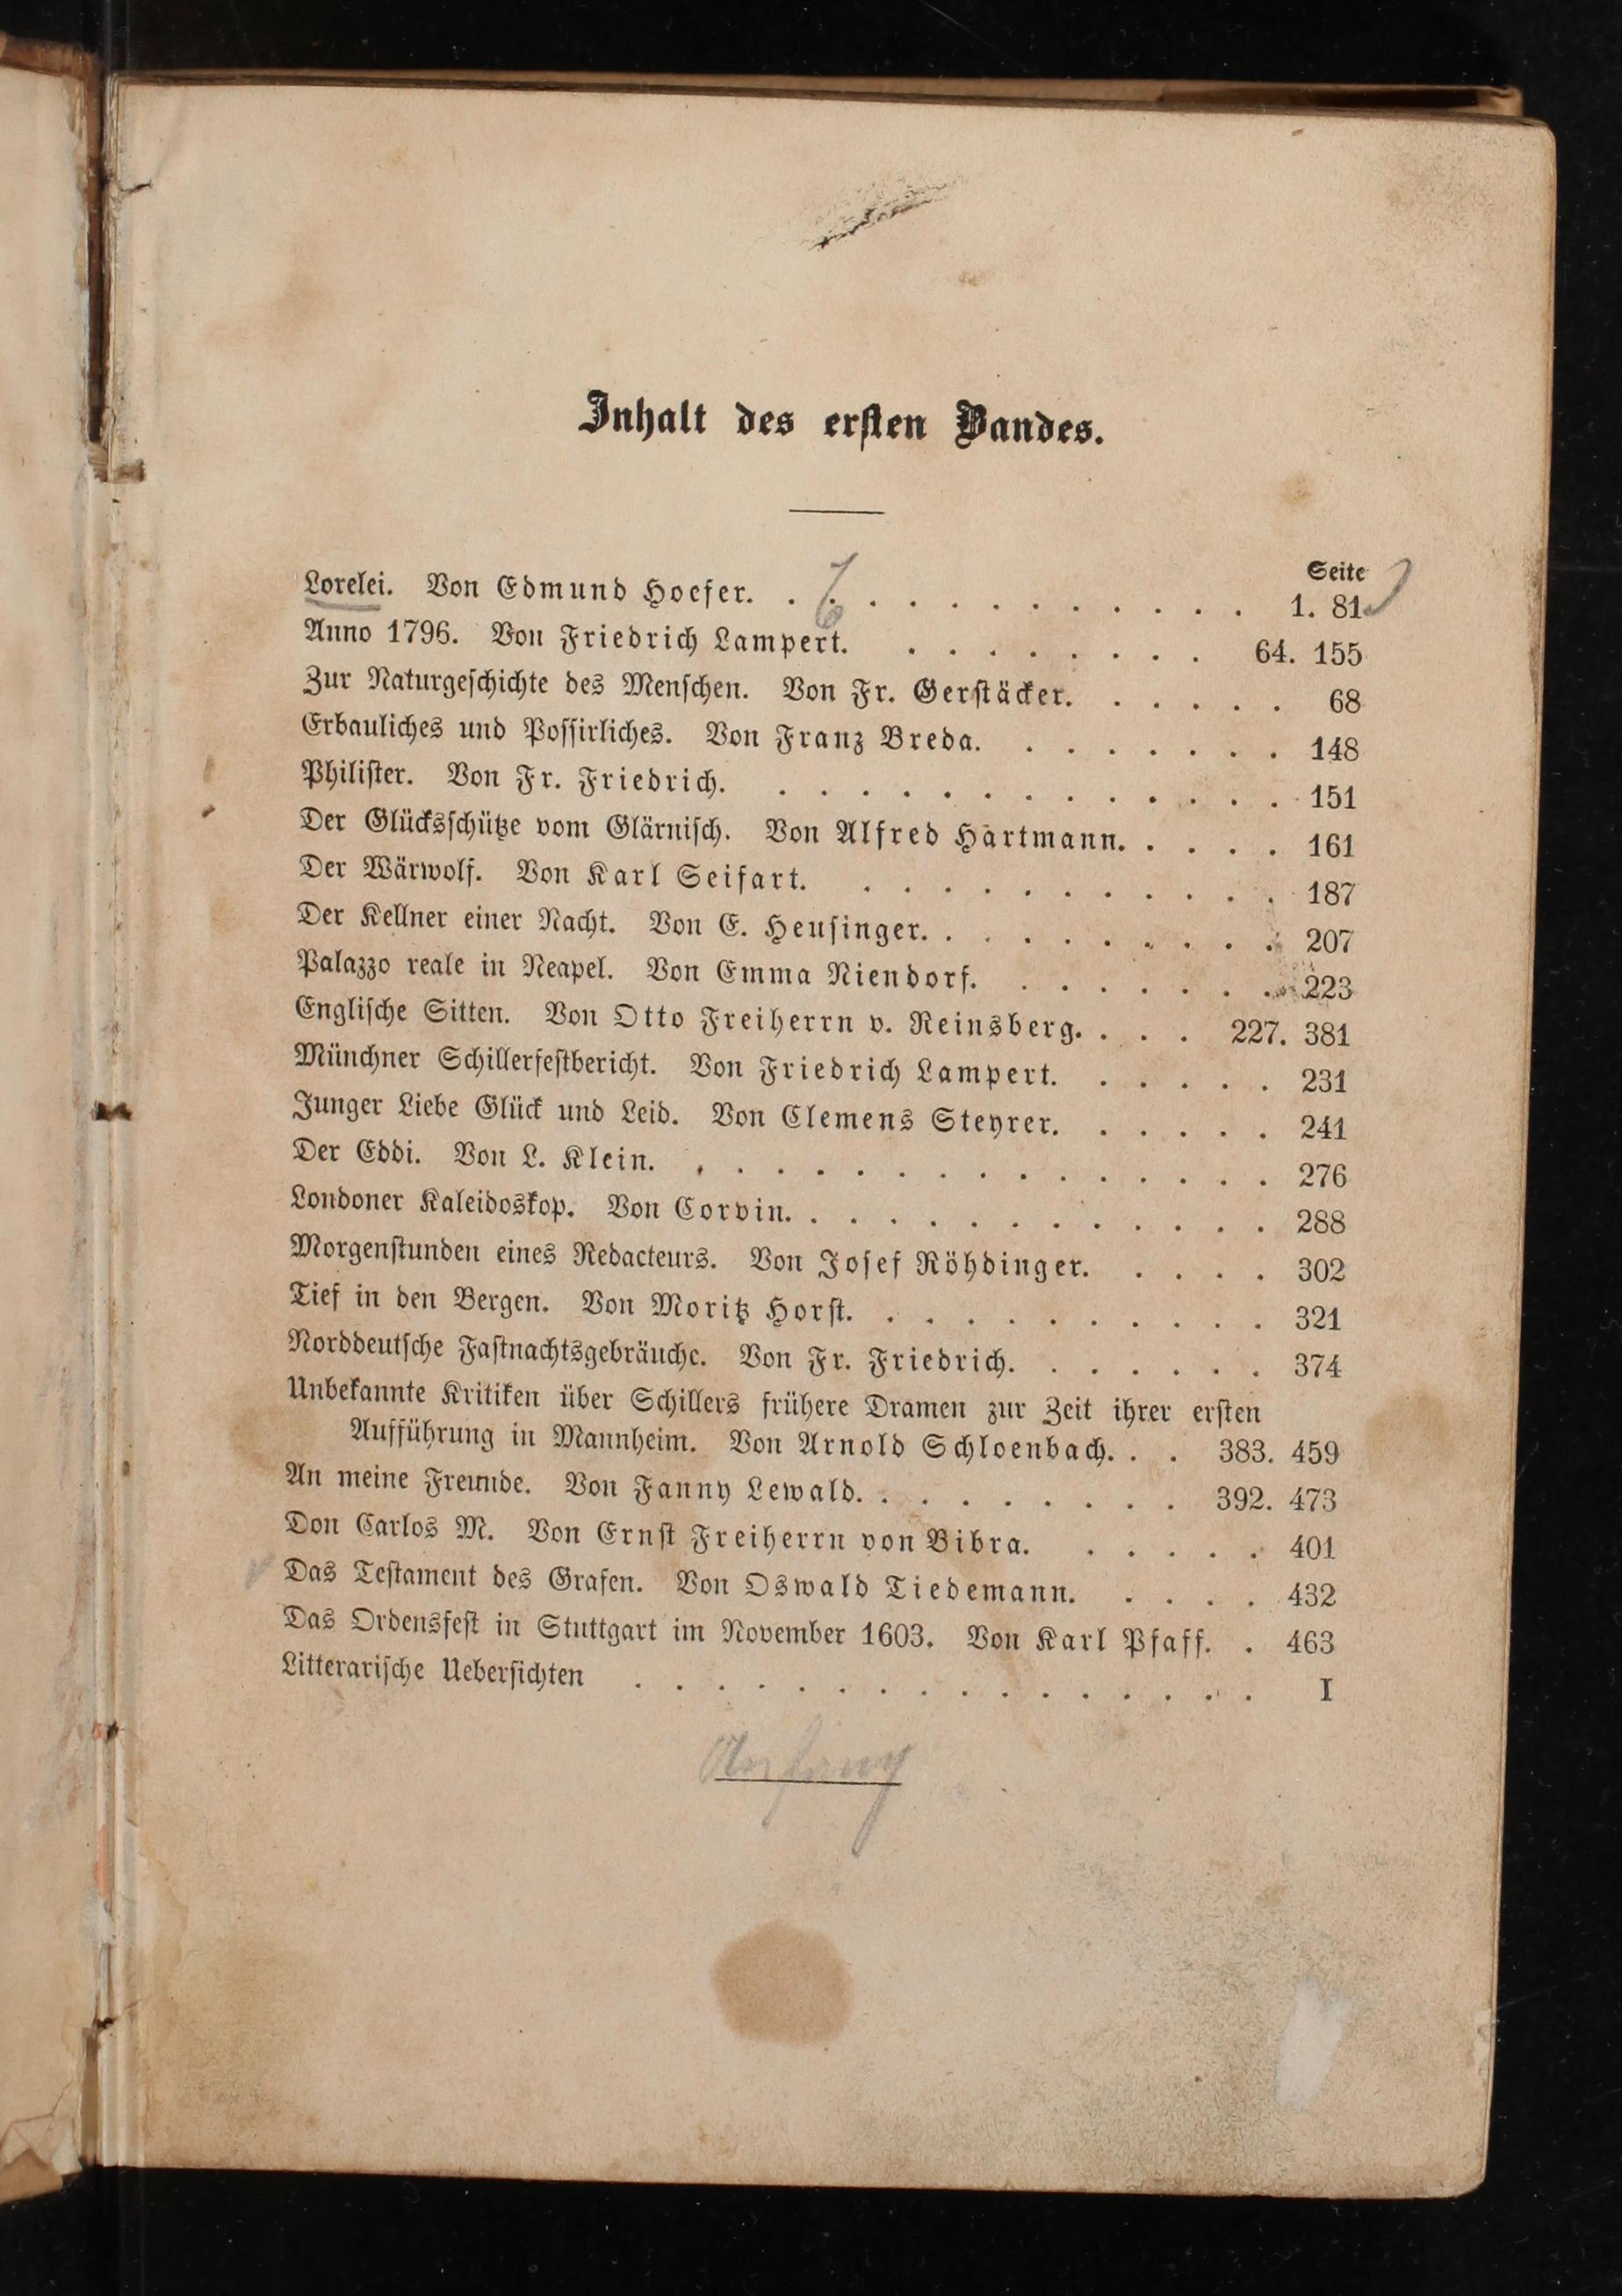 Inhalt des ersten Bandes.
Seite
Lorelei. Von Edmund Hoefer. . . . . . . . . . . . . 1. 81
Anno 1796. Von Friedrich Lampert. . . . . . . . . 64. 155
Zur Naturgeschichte des Menschen. Von Fr. Gerstäcker. . . . . . 68
Erbauliches und Possirliches. Von Franz Breda. . . . . . . . 148
Philister. Von Fr. Friedrich. . . . . . . . . . . . . . 151
Der Glücksschütze vom Glärnisch. Von Alfred Hartmann. . . . . 161
Der Wärwolf. Von Karl Seifart. . . . . . . . . . . . 187
Der Kellner einer Nacht. Von E. Heusinger. . . . . . . . . . 207
Palazzo reale in Neapel. Von Emma Niendorf. . . . . . . . 223
Englische Sitten. Von Otto Freiherrn v. Reinsberg. . . . 227. 381
Münchner Schillerfestbericht. Von Friedrich Lampert. . . . . . 231
Junger Liebe Glück und Leid. Von Clemens Steyrer. . . . . . 241
Der Eddi. Von L. Klein. . . . . . . . . . . . . . . . 276
Londoner Kaleidoskop. Von Corvin. . . . . . . . . . . . . 288
Morgenstunden eines Redacteurs. Von Josef Röhdinger. . . . . 302
Tief in den Bergen. Von Moritz Horst. . . . . . . . . . . 321
Norddeutsche Fastnachtsgebräuche. Von Fr. Friedrich. . . . . . . 374
Unbekannte Kritiken über Schillers frühere Dramen zur Zeit ihrer ersten
Aufführung in Mannheim. Von Arnold Schloenbach. . . 383. 459
An meine Freunde. Von Fanny Lewald. . . . . . . . . 392. 473
Don Carlos M. Von Ernst Freiherrn von Bibra. . . . . . 401
Das Testament des Grafen. Von Oswald Tiedemann. . . . . 432
Das Ordensfest in Stuttgart im November 1603. Von Karl Pfaff. . 463
Litterarische Uebersichten . . . . . . . . . . . . . . . . I
Anfang